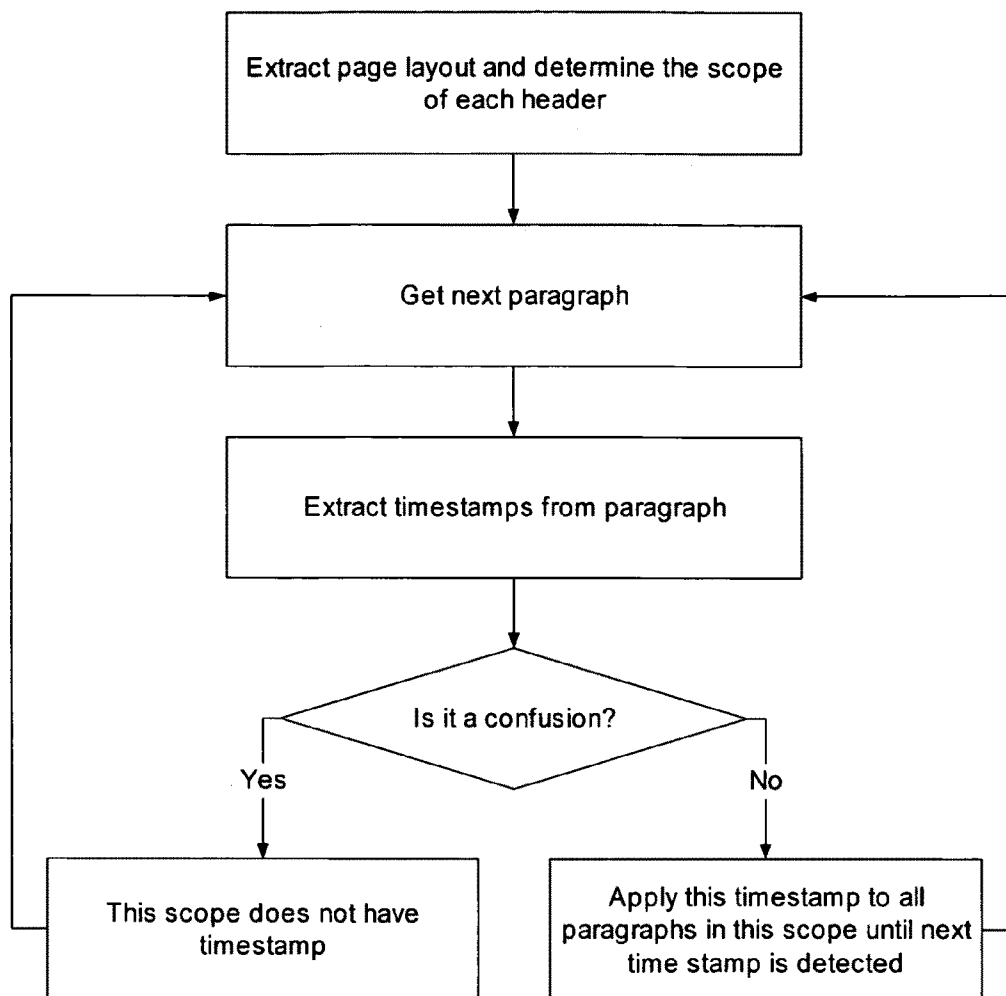 Extract page layout and determine the scope
of each header
Get next paragraph
Extract timestamps from paragraph
Is it a confusion?
Yes
No
This scope does not have
timestamp
Apply this timestamp to all
paragraphs in this scope until next
time stamp is detected